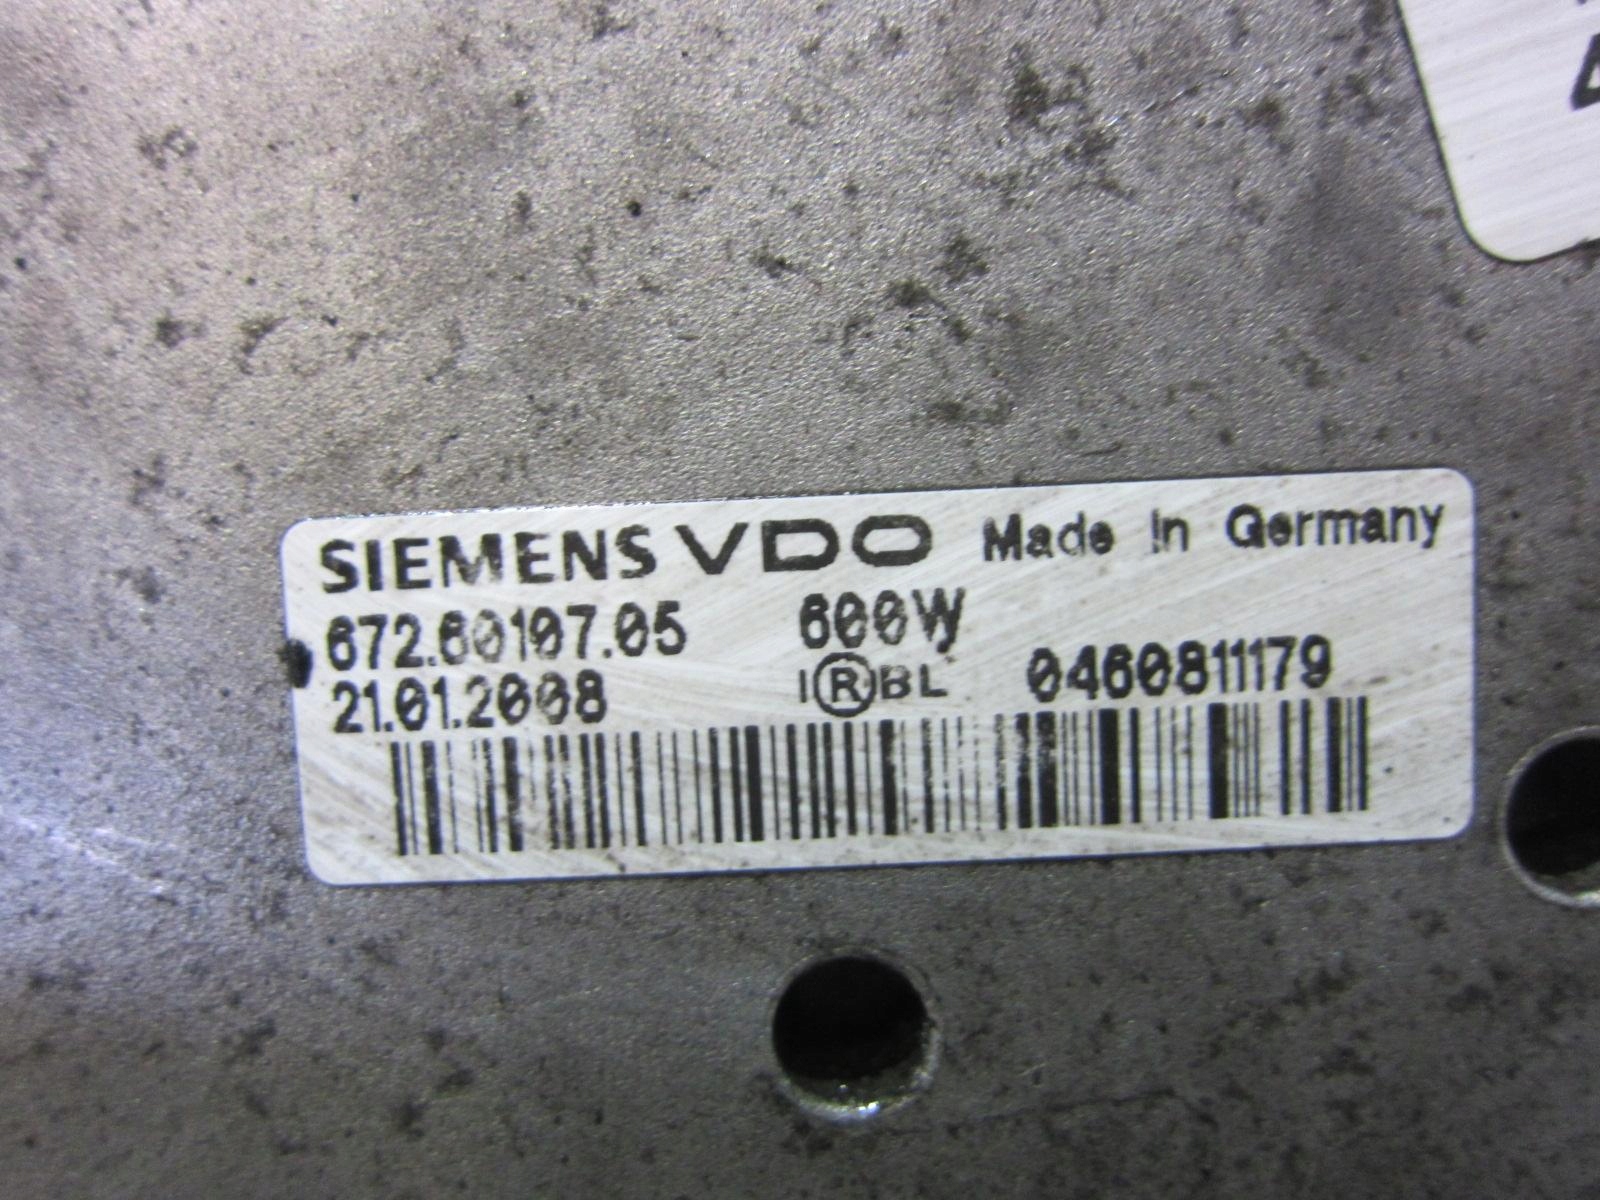 SIEMENS VDO Made in Germany
672.60107.05 600W
21.01.2008 I®BL 0460811179